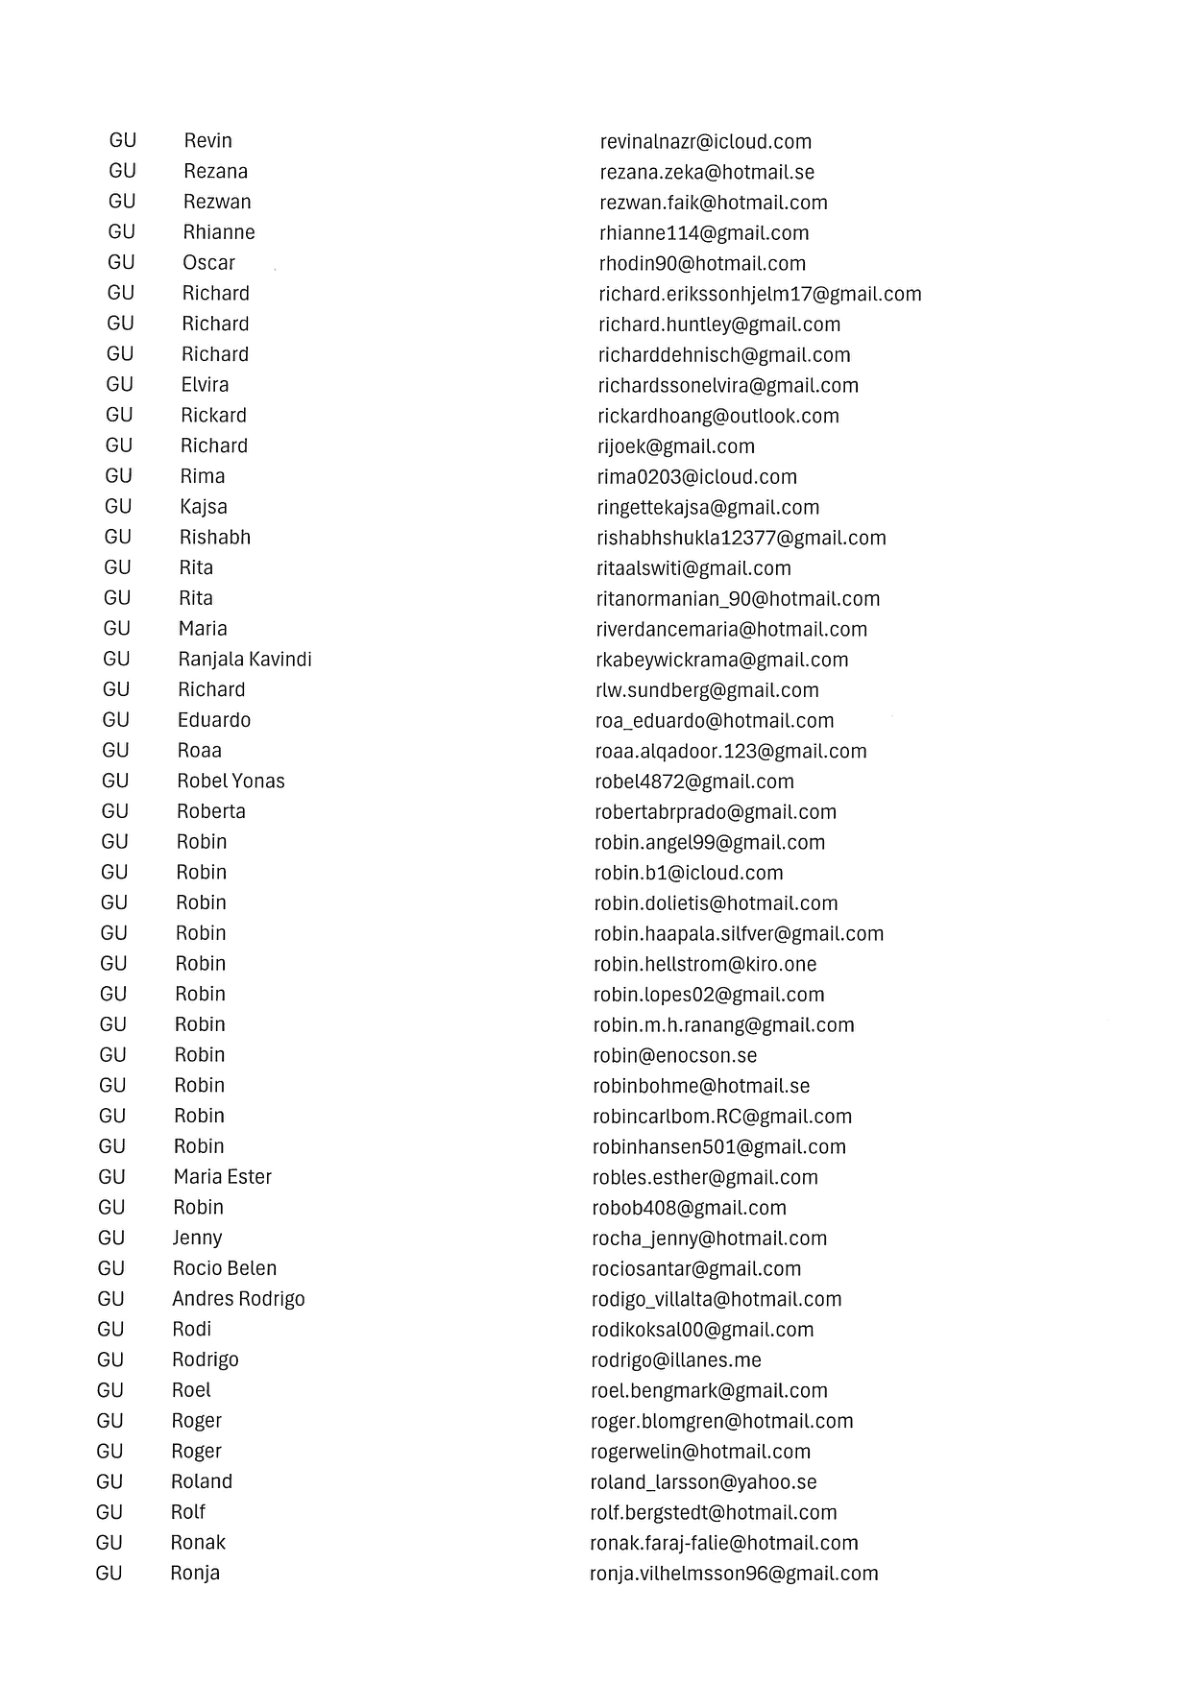 GU Revin revinalnazr@icloud.com
GU Rezana rezana.zeka@hotmail.se
GU Rezwan rezwan.faik@hotmail.com
GU Rhianne rhianne114@gmail.com
GU Oscar rhodin90@hotmail.com
GU Richard richard.erikssonhjelm17@gmail.com
GU Richard richard.huntley@gmail.com
GU Richard richarddehnisch@gmail.com
GU Elvira richardssonelvira@gmail.com
GU Rickard rickardhoang@outlook.com
GU Richard rijoek@gmail.com
GU Rima rima0203@icloud.com
GU Kajsa ringettekajsa@gmail.com
GU Rishabh rishabhshukla12377@gmail.com
GU Rita ritaalswiti@gmail.com
GU Rita ritanormanian_90@hotmail.com
GU Maria riverdancemaria@hotmail.com
GU Ranjala Kavindi rkabeywickrama@gmail.com
GU Richard rlw.sundberg@gmail.com
GU Eduardo roa_eduardo@hotmail.com
GU Roaa roaa.alqadoor.123@gmail.com
GU Robel Yonas robel4872@gmail.com
GU Roberta robertabrprado@gmail.com
GU Robin robin.angel99@gmail.com
GU Robin robin.b1@icloud.com
GU Robin robin.dolietis@hotmail.com
GU Robin robin.haapala.silfver@gmail.com
GU Robin robin.hellstrom@kiro.one
GU Robin robin.lopes02@gmail.com
GU Robin robin.m.h.ranang@gmail.com
GU Robin robin@enocson.se
GU Robin robinbohme@hotmail.se
GU Robin robincarlbom.RC@gmail.com
GU Robin robinhansen501@gmail.com
GU Maria Ester robles.esther@gmail.com
GU Robin robob408@gmail.com
GU Jenny rocha_jenny@hotmail.com
GU Rocio Belen rociosantar@gmail.com
GU Andres Rodrigo rodigo_villalta@hotmail.com
GU Rodi rodikoksal00@gmail.com
GU Rodrigo rodrigo@illanes.me
GU Roel roel.bengmark@gmail.com
GU Roger roger.blomgren@hotmail.com
GU Roger rogerwelin@hotmail.com
GU Roland roland_larsson@yahoo.se
GU Rolf rolf.bergstedt@hotmail.com
GU Ronak ronak.faraj-falie@hotmail.com
GU Ronja ronja.vilhelmsson96@gmail.com